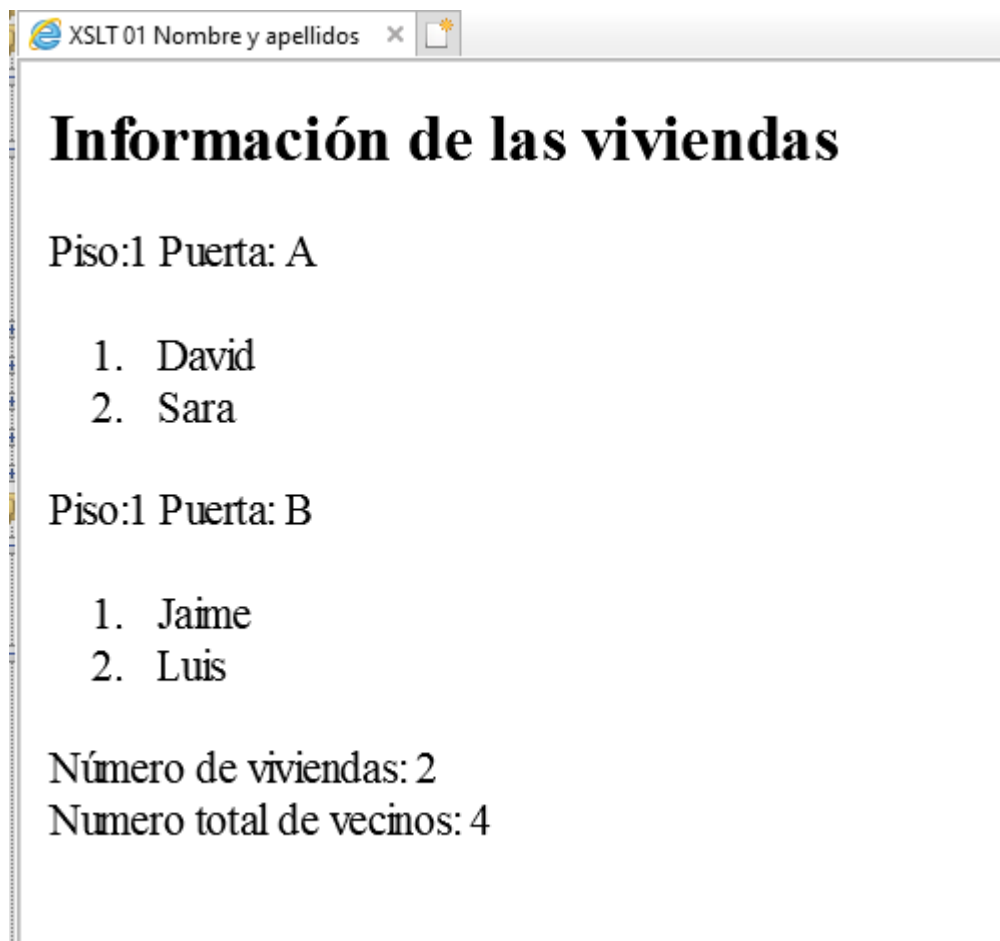 XSLT 01 Nombre y apellidos
Información de las viviendas
Piso:1 Puerta: A
1. David
2. Sara
Piso:1 Puerta: B
1. Jaime
2. Luis
Número de viviendas: 2
Numero total de vecinos: 4